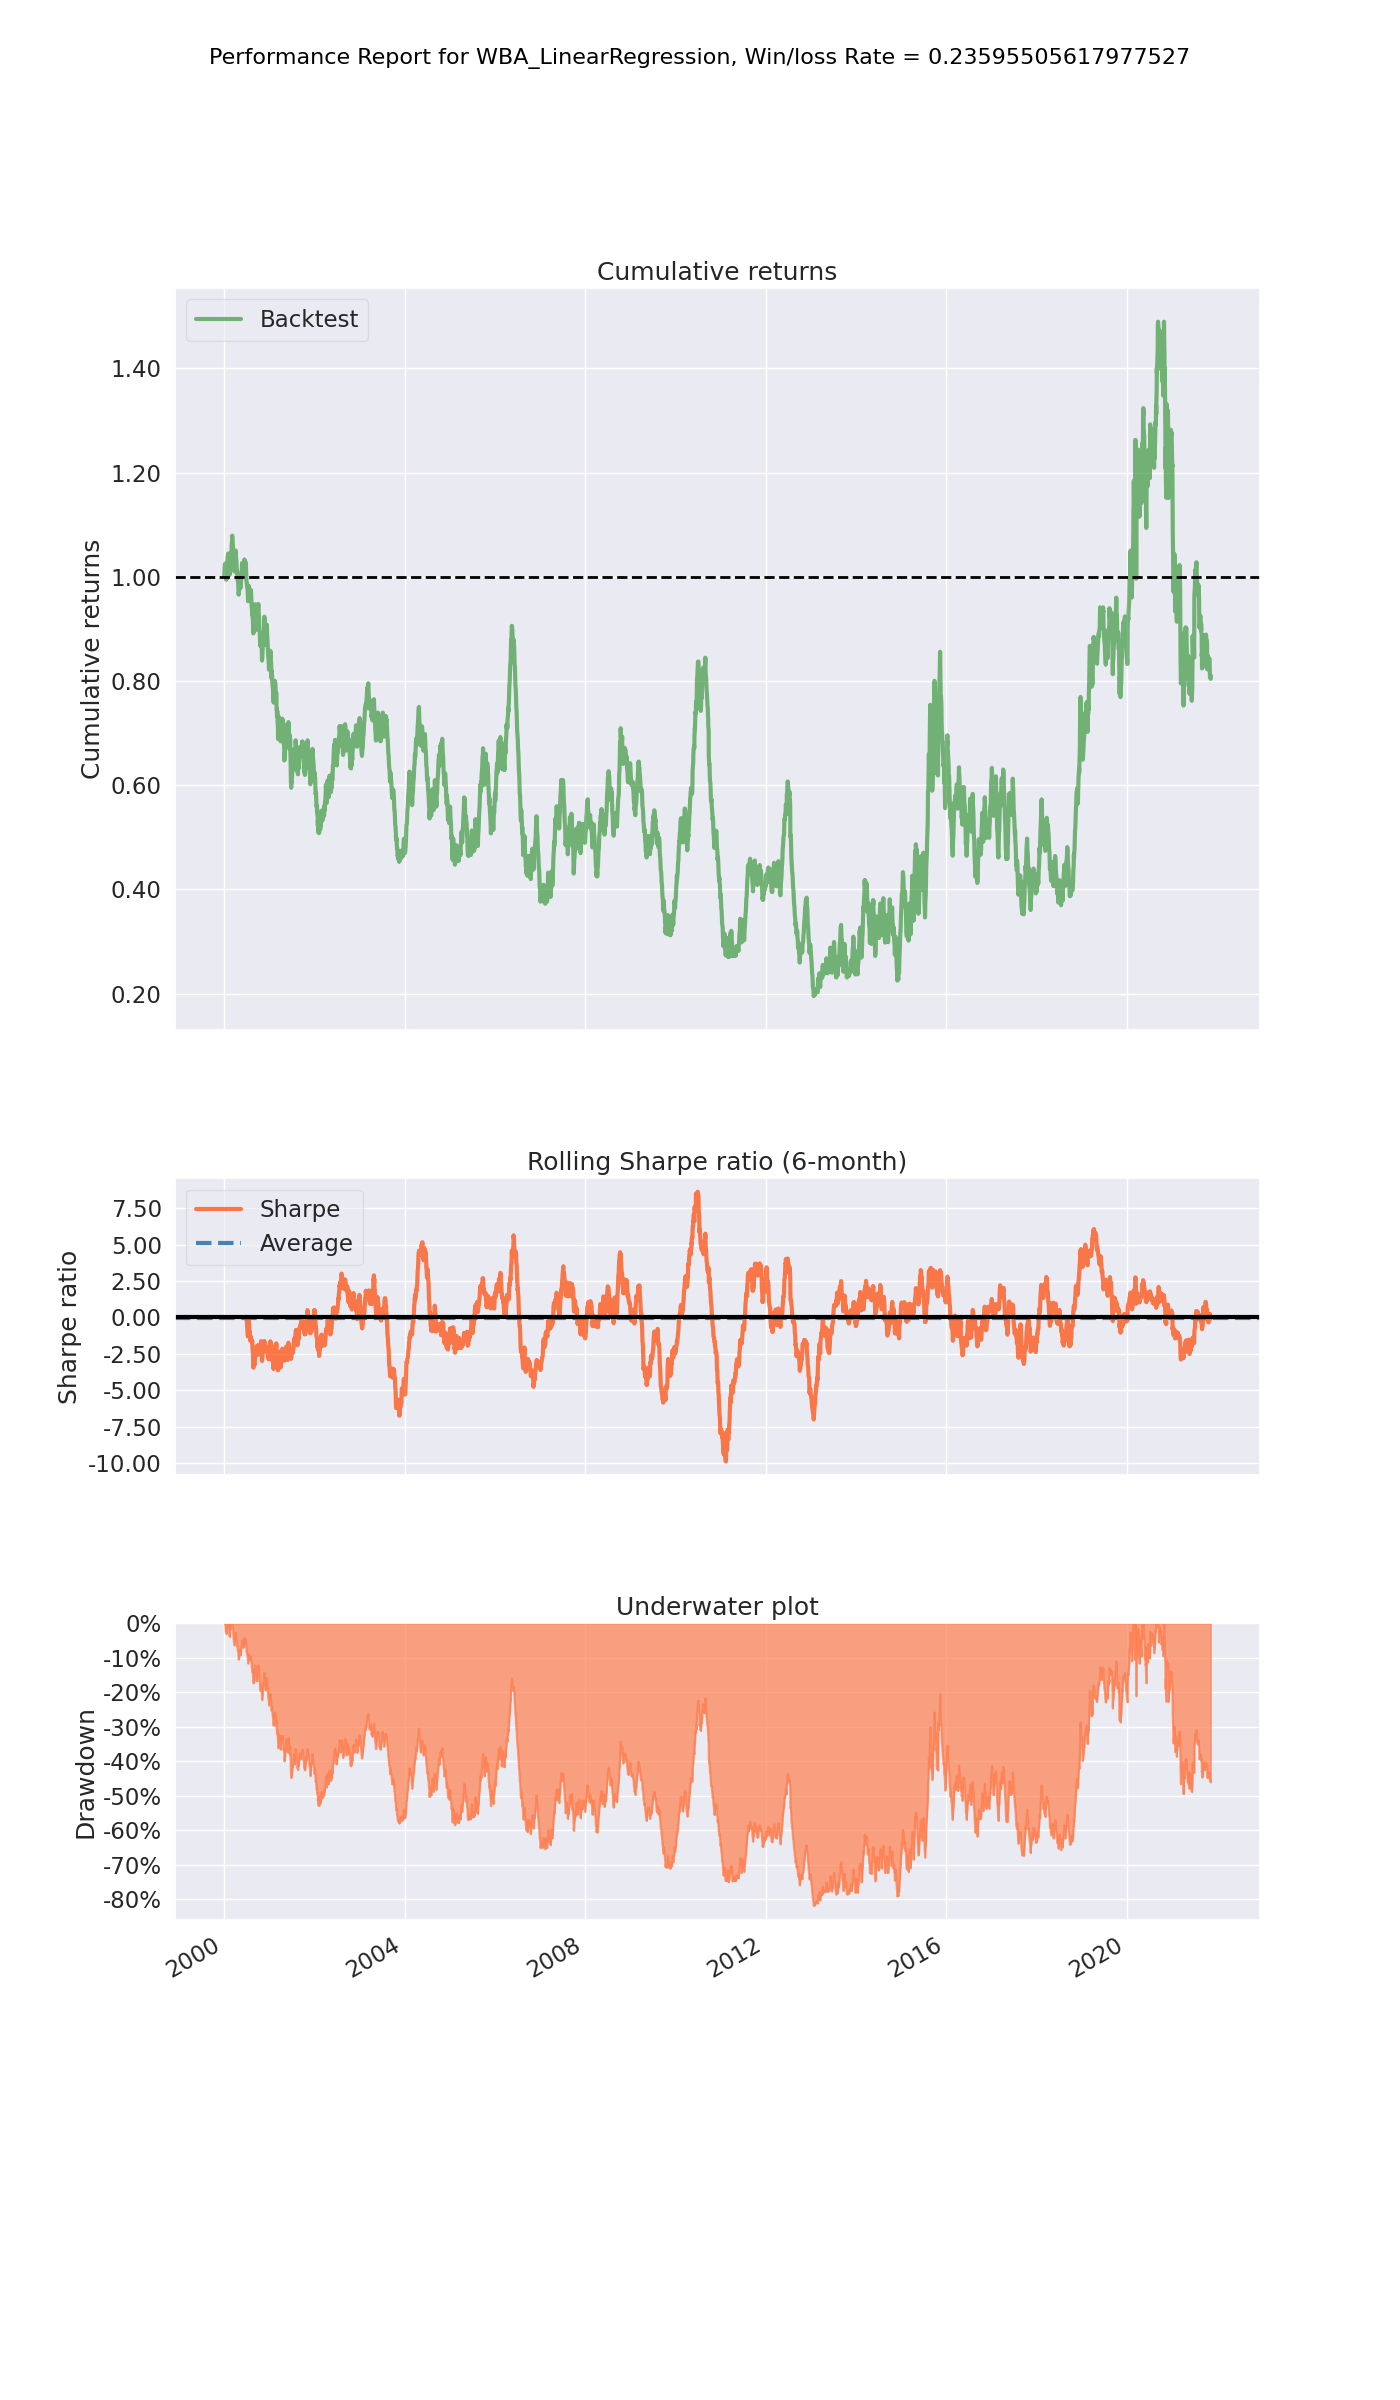 Performance Report for WBA_LinearRegression, Win/loss Rate = 0.23595505617977527
Cumulative returns
Backtest
Cumulative returns
1.40
1.20
1.00
0.80
0.60
0.40
0.20
Rolling Sharpe ratio (6-month)
Sharpe
Average
Sharpe ratio
7.50
5.00
2.50
0.00
-2.50
-5.00
-7.50
-10.00
Underwater plot
Drawdown
0%
-10%
-20%
-30%
-40%
-50%
-60%
-70%
-80%
2000 2004 2008 2012 2016 2020